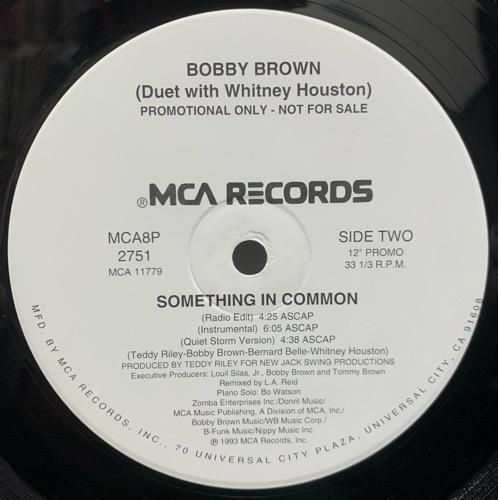 BOBBY BROWN
(Duet with Whitney Houston)
PROMOTIONAL ONLY - NOT FOR SALE
®MCA RECORDS
MCA8P
2751
MCA 11779
SIDE TWO
12" PROMO
33 1/3 R.P.M.
SOMETHING IN COMMON
(Radio Edit) 4:25 ASCAP
(Instrumental) 6:05 ASCAP
(Quiet Storm Version) 4:38 ASCAP
(Teddy Riley-Bobby Brown-Bernard Belle-Whitney Houston)
PRODUCED BY TEDDY RILEY FOR NEW JACK SWING PRODUCTIONS
Executive Producers: Louil Silas, Jr., Bobby Brown and Tommy Brown
Remixed by L.A. Reid
Piano Solo: Bo Watson
Zomba Enterprises Inc./Donril Music/
MCA Music Publishing, A Division of MCA, Inc./
Bobby Brown Music/WB Music Corp./
B-Funk Music/Nippy Music Inc.
℗ 1993 MCA Records, Inc.
MFD. BY MCA RECORDS, INC., 70 UNIVERSAL CITY PLAZA, UNIVERSAL CITY, CA. 91608